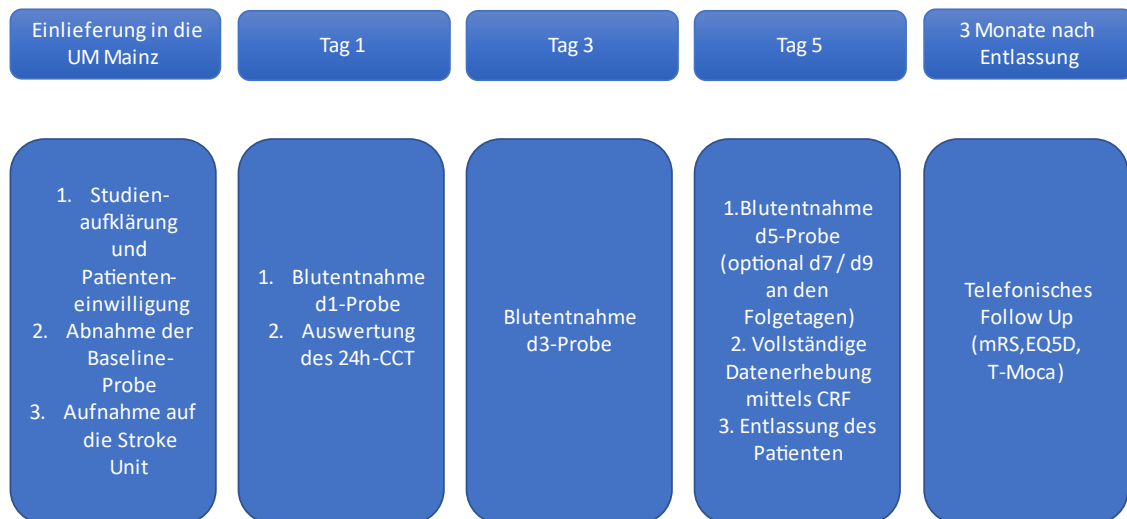 Einlieferung in die
UM Mainz
Tag 1
Tag 3
Tag 5
3 Monate nach
Entlassung
1. Studien-
aufklärung
und
Patienten-
einwilligung
2. Abnahme der
Baseline-
Probe
3. Aufnahme auf
die Stroke
Unit
1. Blutentnahme
d1-Probe
2. Auswertung
des 24h-CCT
Blutentnahme
d3-Probe
1.Blutentnahme
d5-Probe
(optional d7 / d9
an den
Folgetagen)
2. Vollständige
Datenerhebung
mittels CRF
3. Entlassung des
Patienten
Telefonisches
Follow Up
(mRS,EQ5D,
T-Moca)